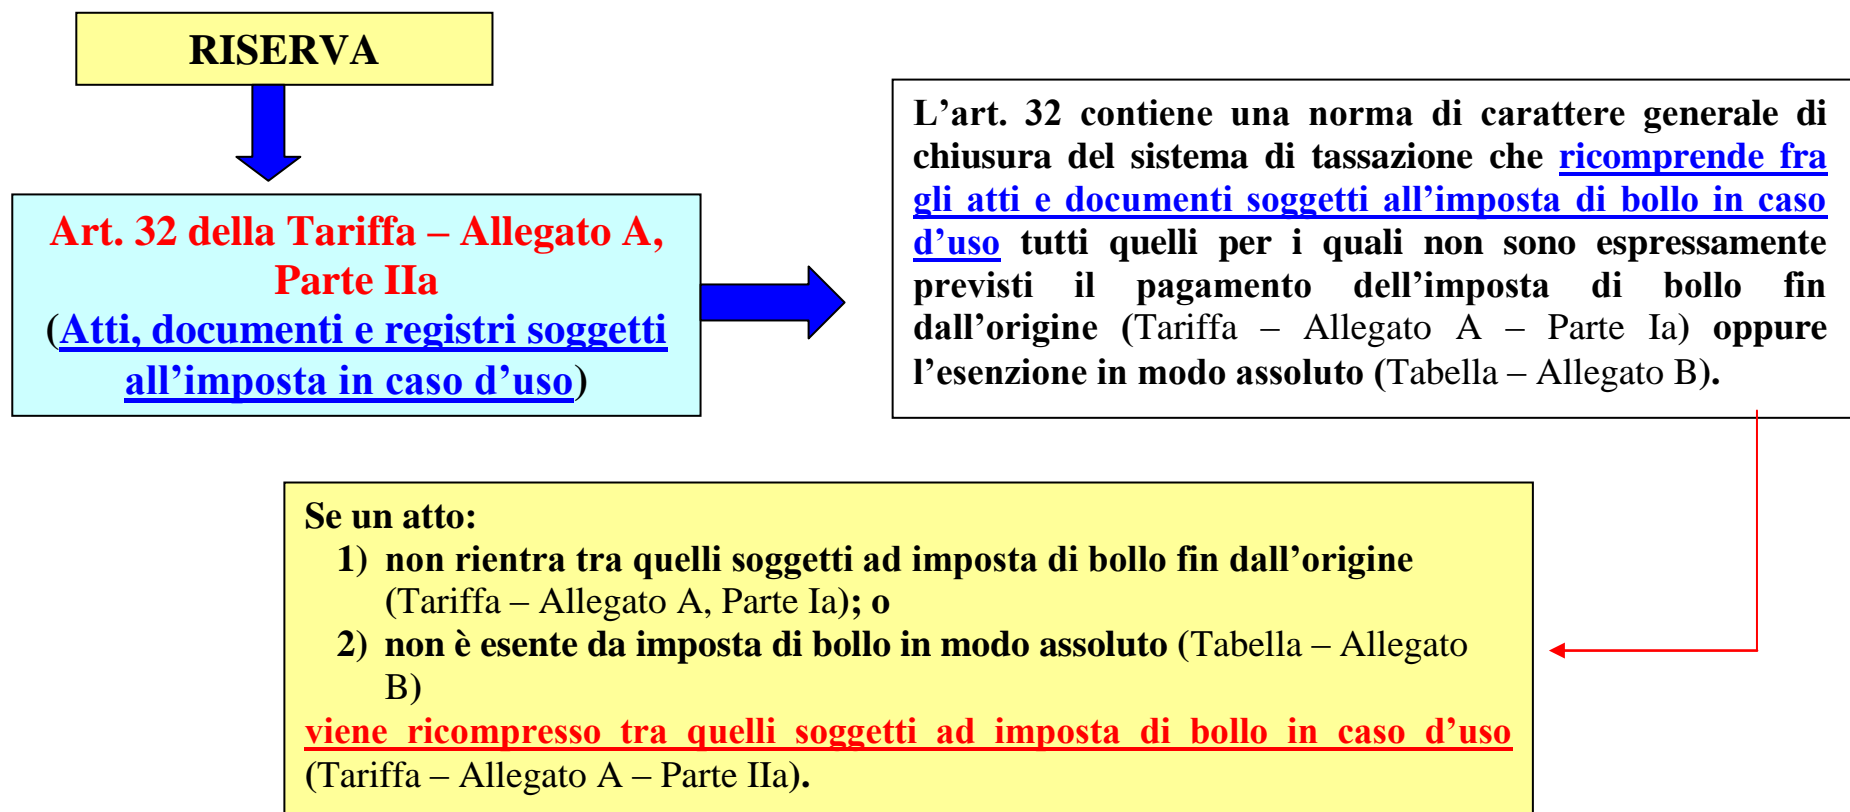 RISERVA
Art. 32 della Tariffa – Allegato A,
Parte IIa
(Atti, documenti e registri soggetti
all’imposta in caso d’uso)
L’art. 32 contiene una norma di carattere generale di
chiusura del sistema di tassazione che ricomprende fra
gli atti e documenti soggetti all’imposta di bollo in caso
d’uso tutti quelli per i quali non sono espressamente
previsti il pagamento dell’imposta di bollo fin
dall’origine (Tariffa – Allegato A – Parte Ia) oppure
l’esenzione in modo assoluto (Tabella – Allegato B).
Se un atto:
1) non rientra tra quelli soggetti ad imposta di bollo fin dall’origine
(Tariffa – Allegato A, Parte Ia); o
2) non è esente da imposta di bollo in modo assoluto (Tabella – Allegato
B)
viene ricompresso tra quelli soggetti ad imposta di bollo in caso d’uso
(Tariffa – Allegato A – Parte IIa).